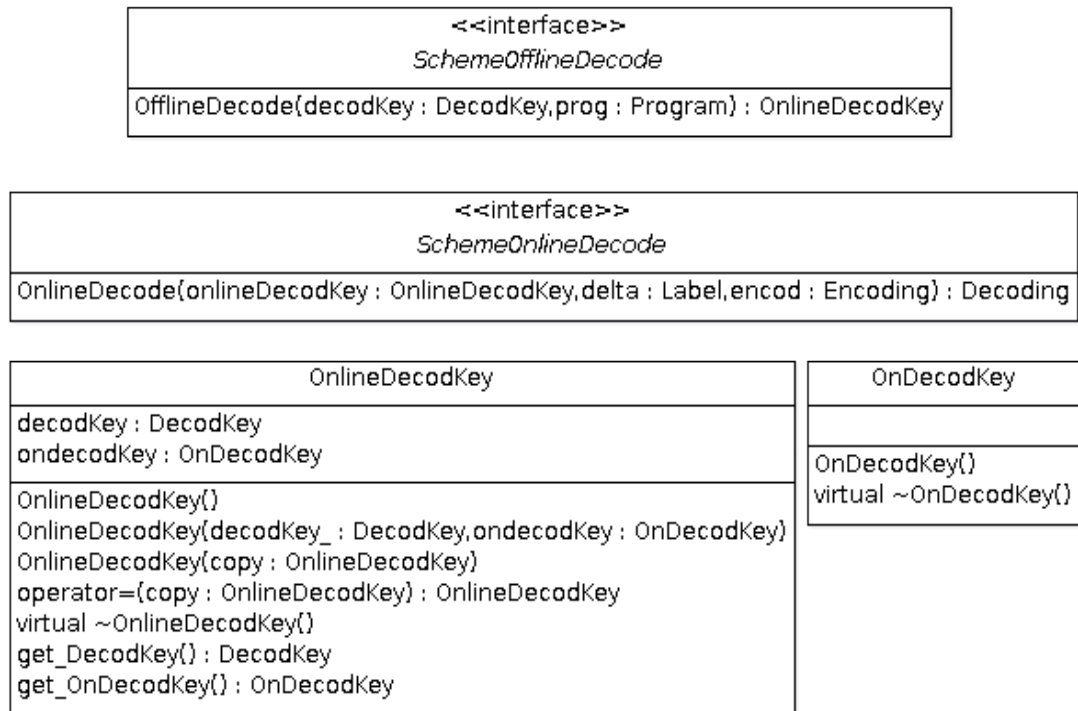 <<interface>>
SchemeOfflineDecode
OfflineDecode(decodKey : DecodKey,prog : Program) : OnlineDecodKey
<<interface>>
SchemeOnlineDecode
OnlineDecode(onlineDecodKey : OnlineDecodKey,delta : Label,encod : Encoding) : Decoding
OnlineDecodKey
decodKey : DecodKey
ondecodKey : OnDecodKey
OnlineDecodKey()
OnlineDecodKey(decodKey_ : DecodKey,ondecodKey : OnDecodKey)
OnlineDecodKey(copy : OnlineDecodKey)
operator=(copy : OnlineDecodKey) : OnlineDecodKey
virtual ~OnlineDecodKey()
get_DecodKey() : DecodKey
get_OnDecodKey() : OnDecodKey
OnDecodKey
OnDecodKey()
virtual ~OnDecodKey()